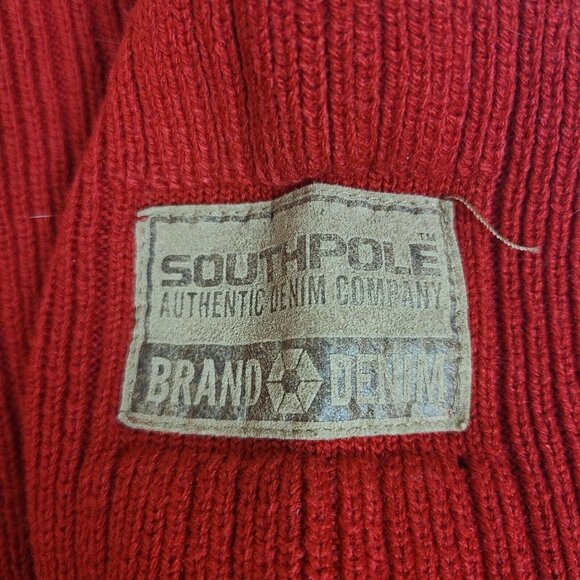 SOUTHPOLE™
AUTHENTIC DENIM COMPANY
BRAND DENIM